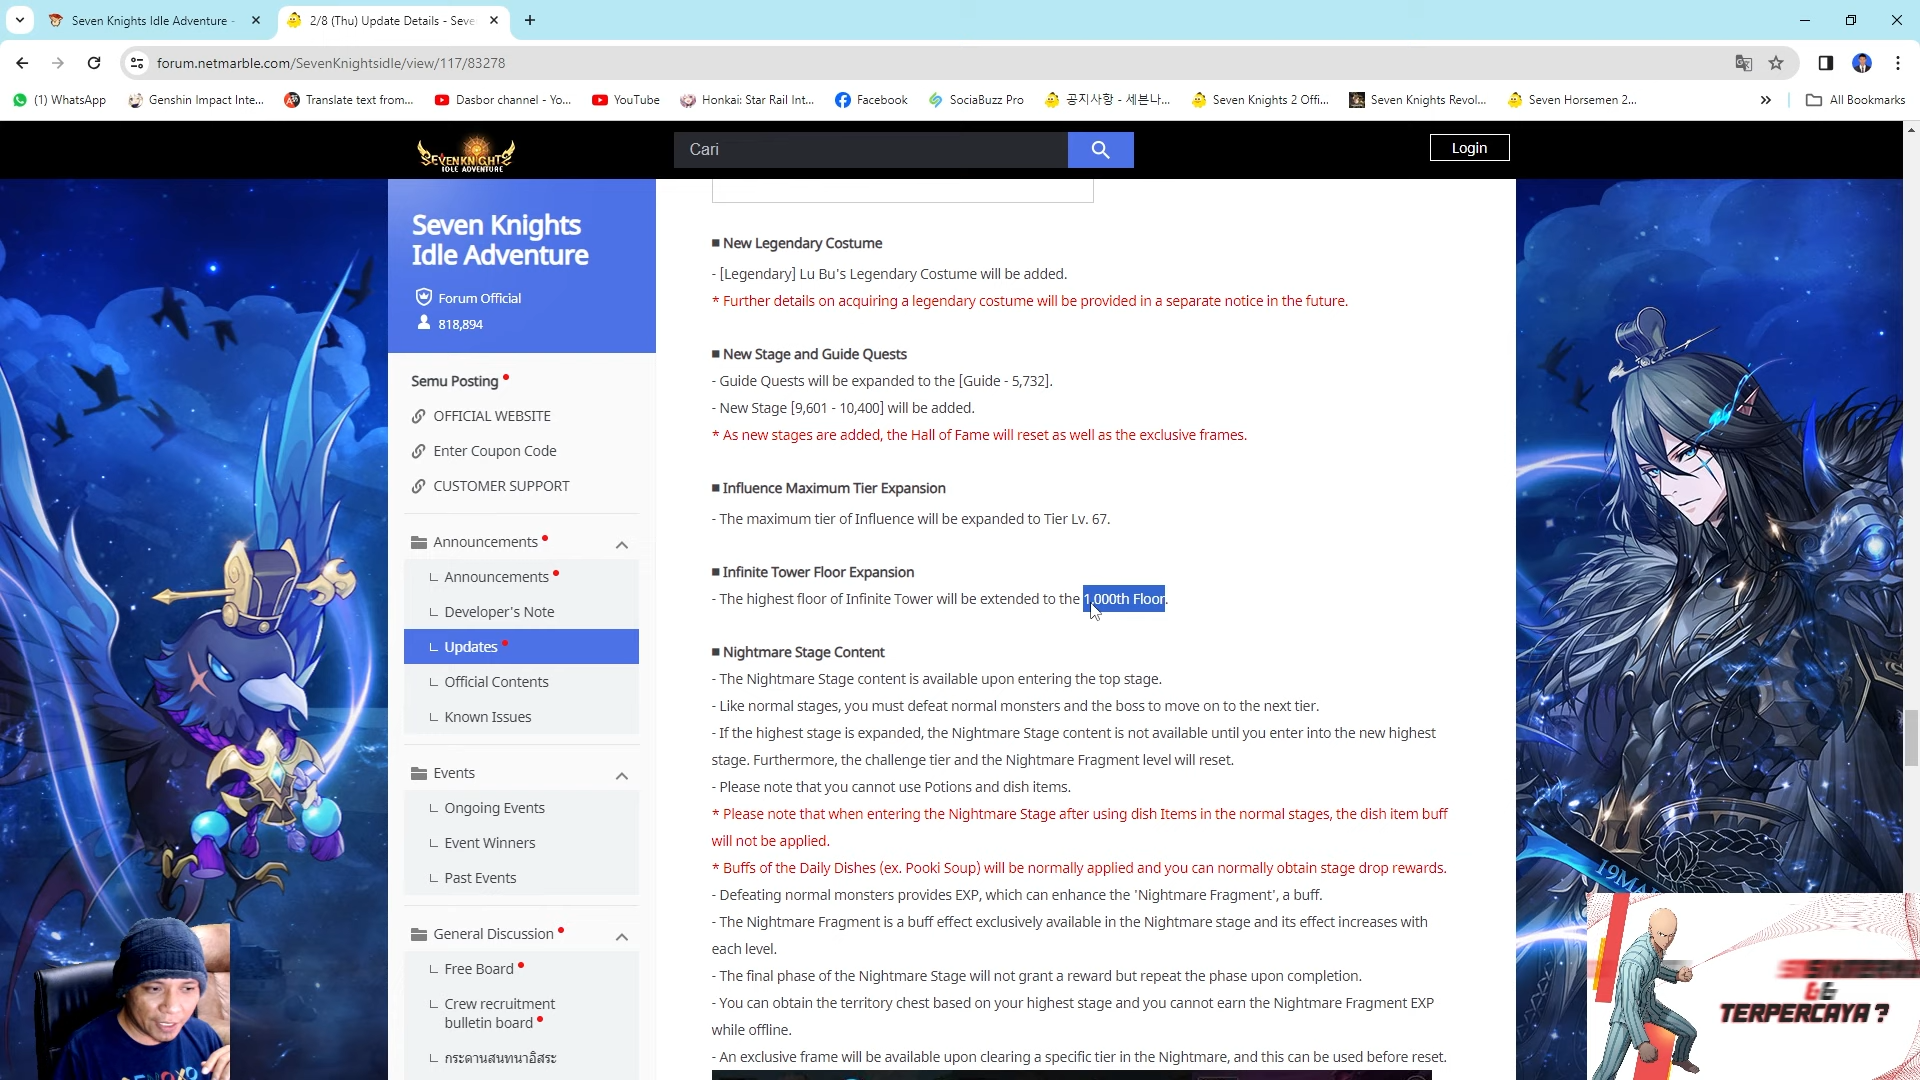 Seven Knights Idle Adventure -
2/8 (Thu) Update Details - Seve
forum.netmarble.com/SevenKnightsidle/view/117/83278
(1) WhatsApp
Genshin Impact Inte...
Translate text from...
Dasbor channel - Yo...
YouTube
Honkai: Star Rail Int...
Facebook
SociaBuzz Pro
공지사항 - 세븐나...
Seven Knights 2 Offi...
Seven Knights Revol...
Seven Horsemen 2...
All Bookmarks
SEVEN KNIGHTS
IDLE ADVENTURE
Cari
Login
Seven Knights
Idle Adventure
Forum Official
818,894
Semu Posting
OFFICIAL WEBSITE
Enter Coupon Code
CUSTOMER SUPPORT
Announcements
Announcements
Developer's Note
Updates
Official Contents
Known Issues
Events
Ongoing Events
Event Winners
Past Events
General Discussion
Free Board
Crew recruitment
bulletin board
กระดานสนทนาอิสระ
■ New Legendary Costume
- [Legendary] Lu Bu's Legendary Costume will be added.
* Further details on acquiring a legendary costume will be provided in a separate notice in the future.
■ New Stage and Guide Quests
- Guide Quests will be expanded to the [Guide - 5,732].
- New Stage [9,601 - 10,400] will be added.
* As new stages are added, the Hall of Fame will reset as well as the exclusive frames.
■ Influence Maximum Tier Expansion
- The maximum tier of Influence will be expanded to Tier Lv. 67.
■ Infinite Tower Floor Expansion
- The highest floor of Infinite Tower will be extended to the 1,000th Floor.
■ Nightmare Stage Content
- The Nightmare Stage content is available upon entering the top stage.
- Like normal stages, you must defeat normal monsters and the boss to move on to the next tier.
- If the highest stage is expanded, the Nightmare Stage content is not available until you enter into the new highest
stage. Furthermore, the challenge tier and the Nightmare Fragment level will reset.
- Please note that you cannot use Potions and dish items.
* Please note that when entering the Nightmare Stage after using dish Items in the normal stages, the dish item buff
will not be applied.
* Buffs of the Daily Dishes (ex. Pooki Soup) will be normally applied and you can normally obtain stage drop rewards.
- Defeating normal monsters provides EXP, which can enhance the 'Nightmare Fragment', a buff.
- The Nightmare Fragment is a buff effect exclusively available in the Nightmare stage and its effect increases with
each level.
- The final phase of the Nightmare Stage will not grant a reward but repeat the phase upon completion.
- You can obtain the territory chest based on your highest stage and you cannot earn the Nightmare Fragment EXP
while offline.
- An exclusive frame will be available upon clearing a specific tier in the Nightmare, and this can be used before reset.
TERPERCAYA ?